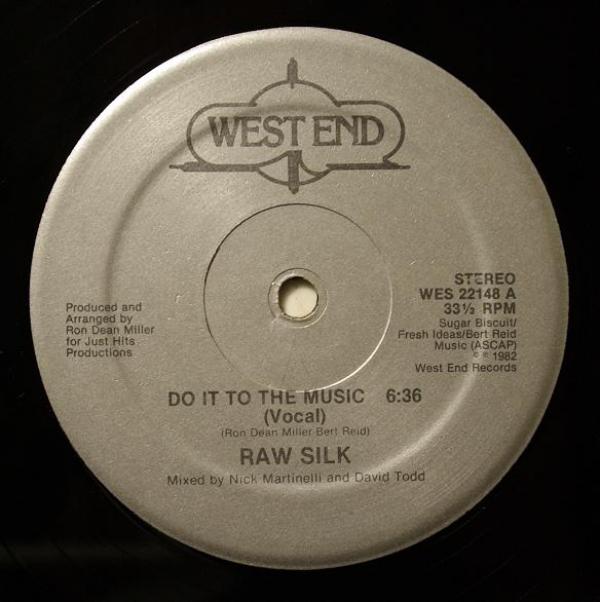 WEST END
Produced and
Arranged by
Ron Dean Miller
for Just Hits
Productions
STEREO
WES 22148 A
33⅓ RPM
Sugar Biscuit/
Fresh Ideas/Bert Reid
Music (ASCAP)
© ℗ 1982
West End Records
DO IT TO THE MUSIC 6:36
(Vocal)
(Ron Dean Miller-Bert Reid)
RAW SILK
Mixed by Nick Martinelli and David Todd